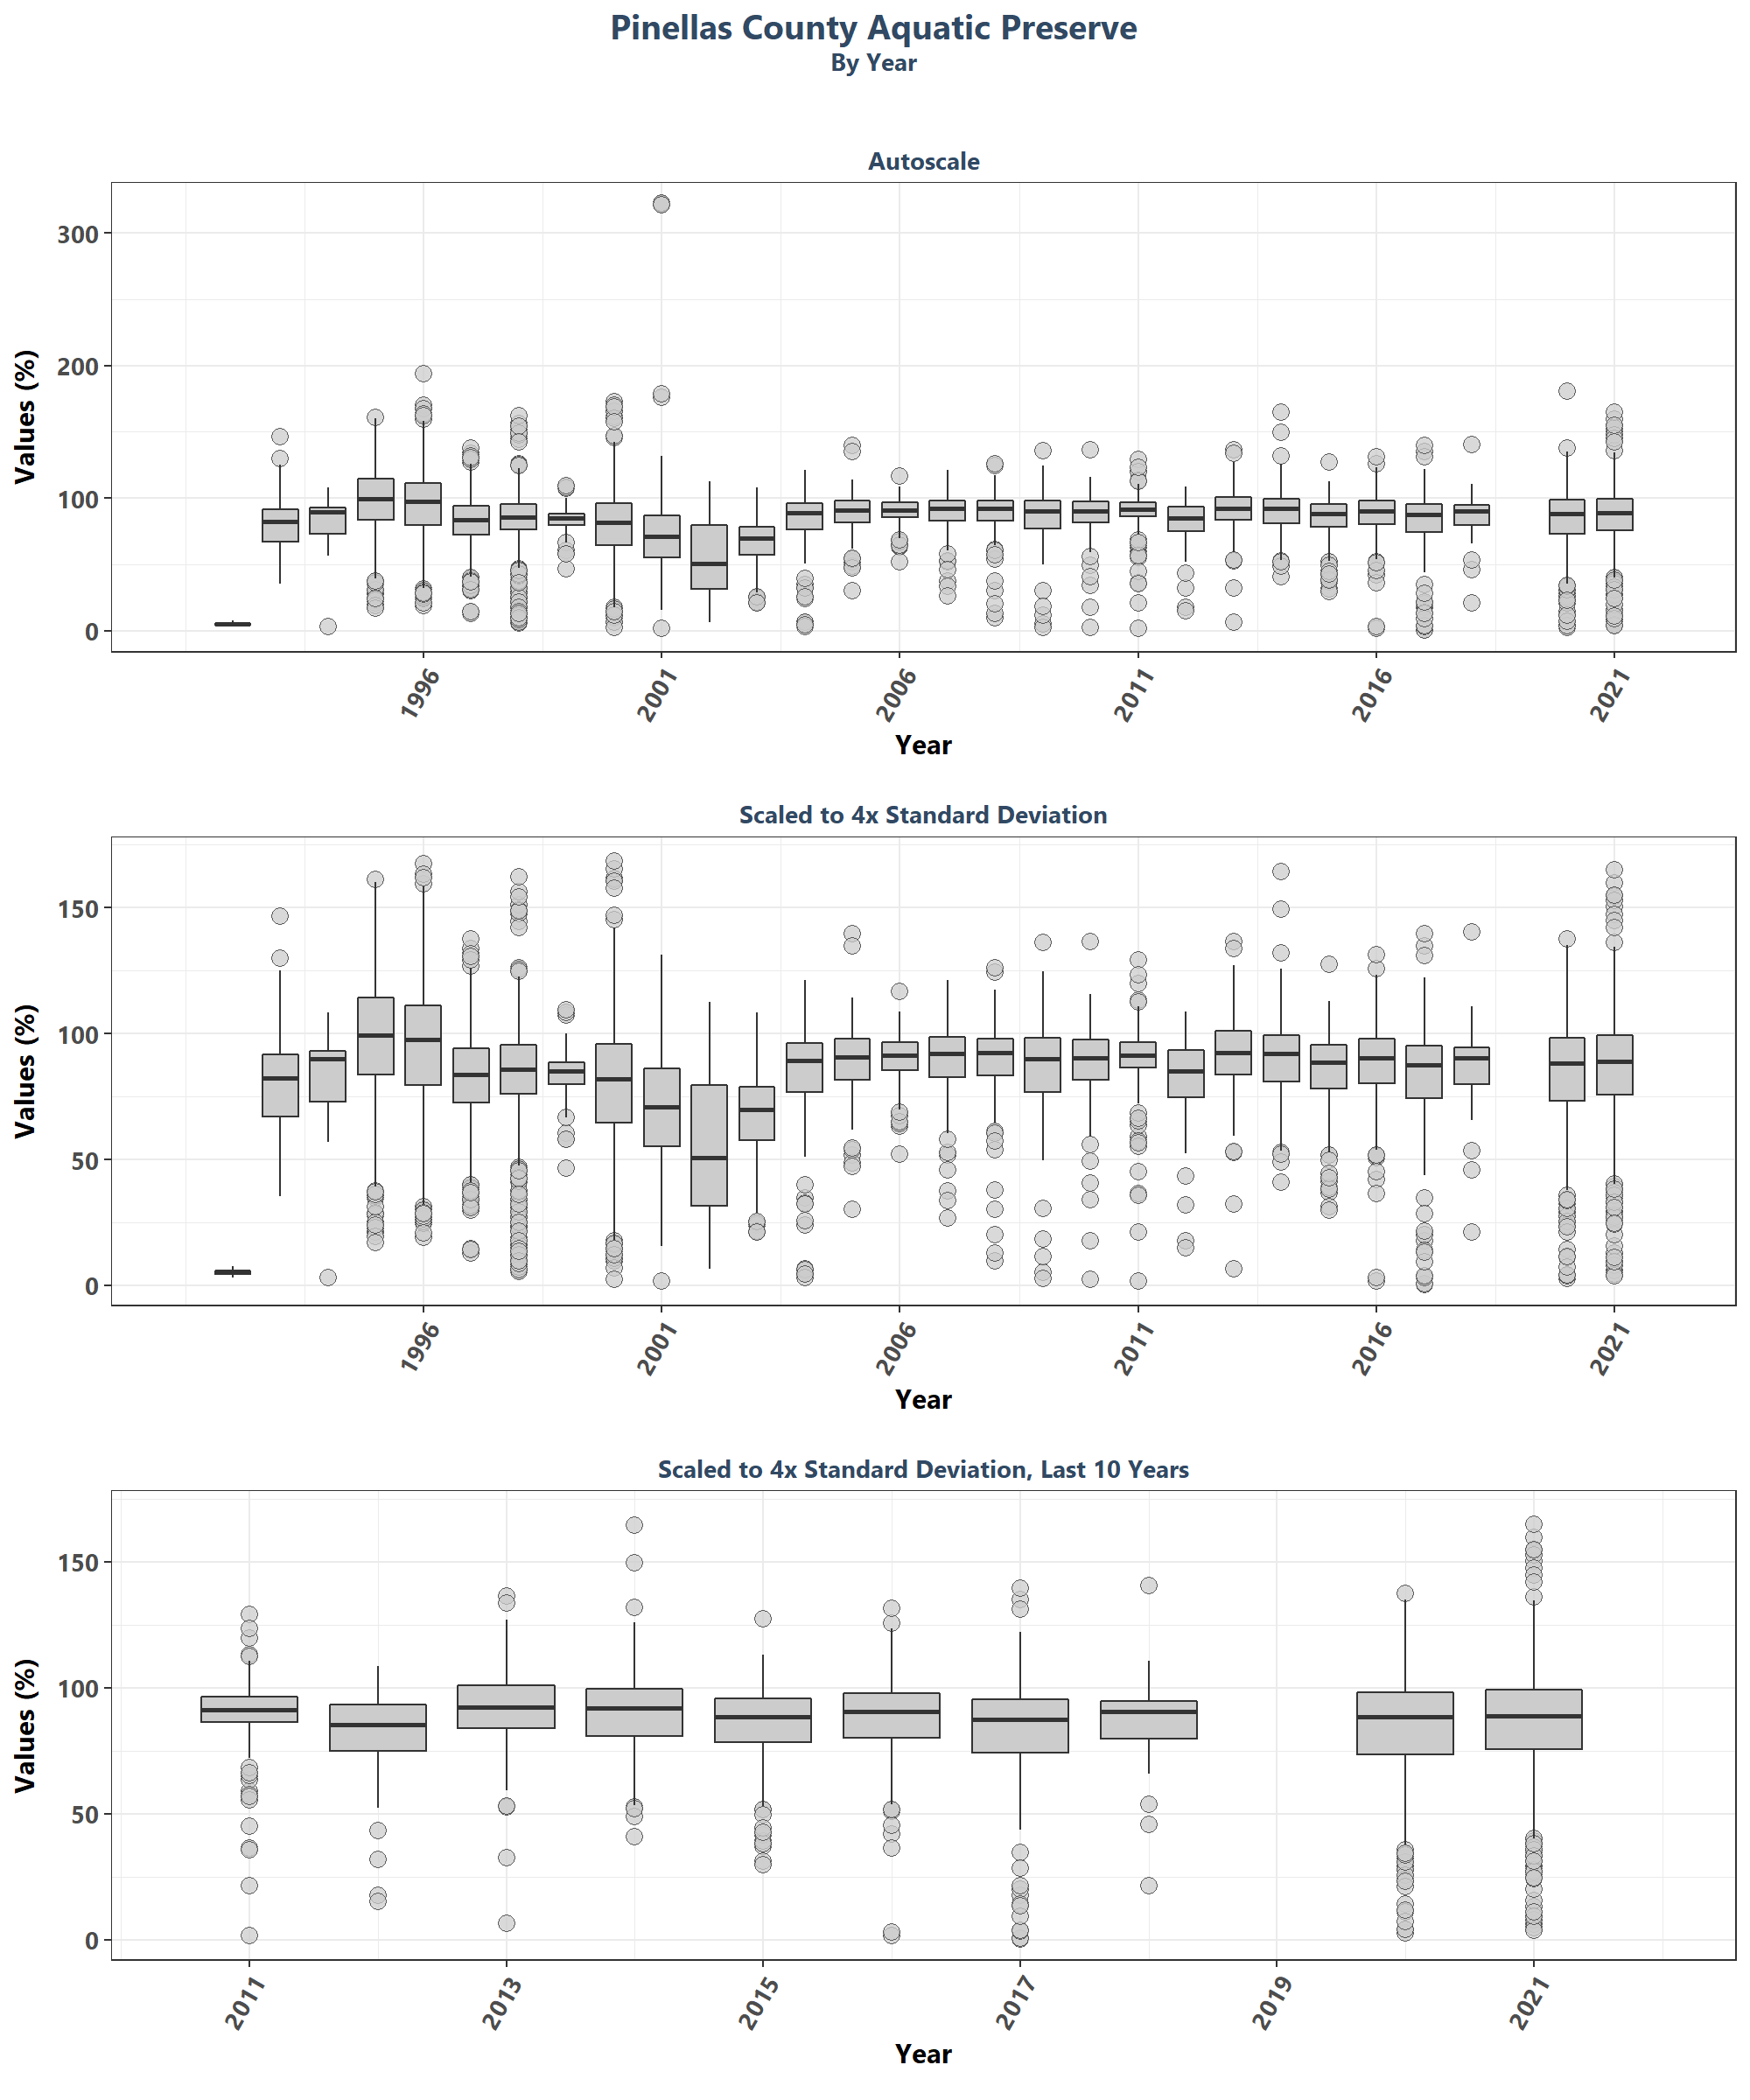 Pinellas County Aquatic Preserve
By Year
Autoscale
Values (%)
300
200
100
0
1996
2001
2006
2011
2016
2021
Year
Scaled to 4x Standard Deviation
Values (%)
150
100
50
0
1996
2001
2006
2011
2016
2021
Year
Scaled to 4x Standard Deviation, Last 10 Years
Values (%)
150
100
50
0
2011
2013
2015
2017
2019
2021
Year